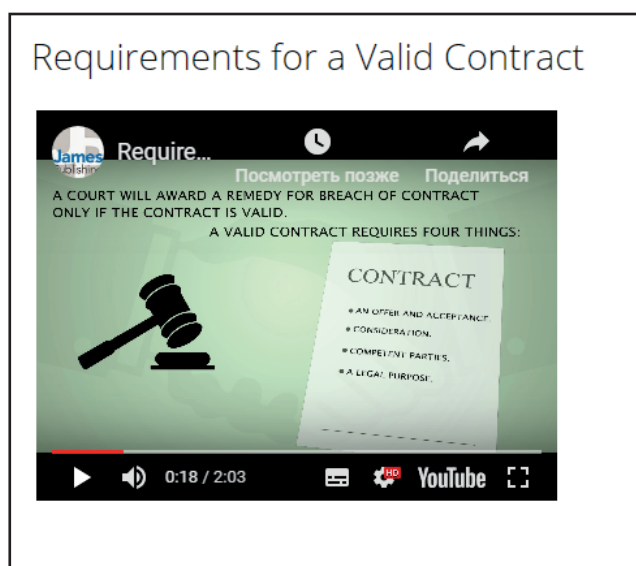 Requirements for a Valid Contract
James
Publishing
Require...
Посмотреть позже
Поделиться
A COURT WILL AWARD A REMEDY FOR BREACH OF CONTRACT
ONLY IF THE CONTRACT IS VALID.
A VALID CONTRACT REQUIRES FOUR THINGS:
CONTRACT
• AN OFFER AND ACCEPTANCE.
• CONSIDERATION.
• COMPETENT PARTIES.
• A LEGAL PURPOSE.
0:18 / 2:03
HD
YouTube